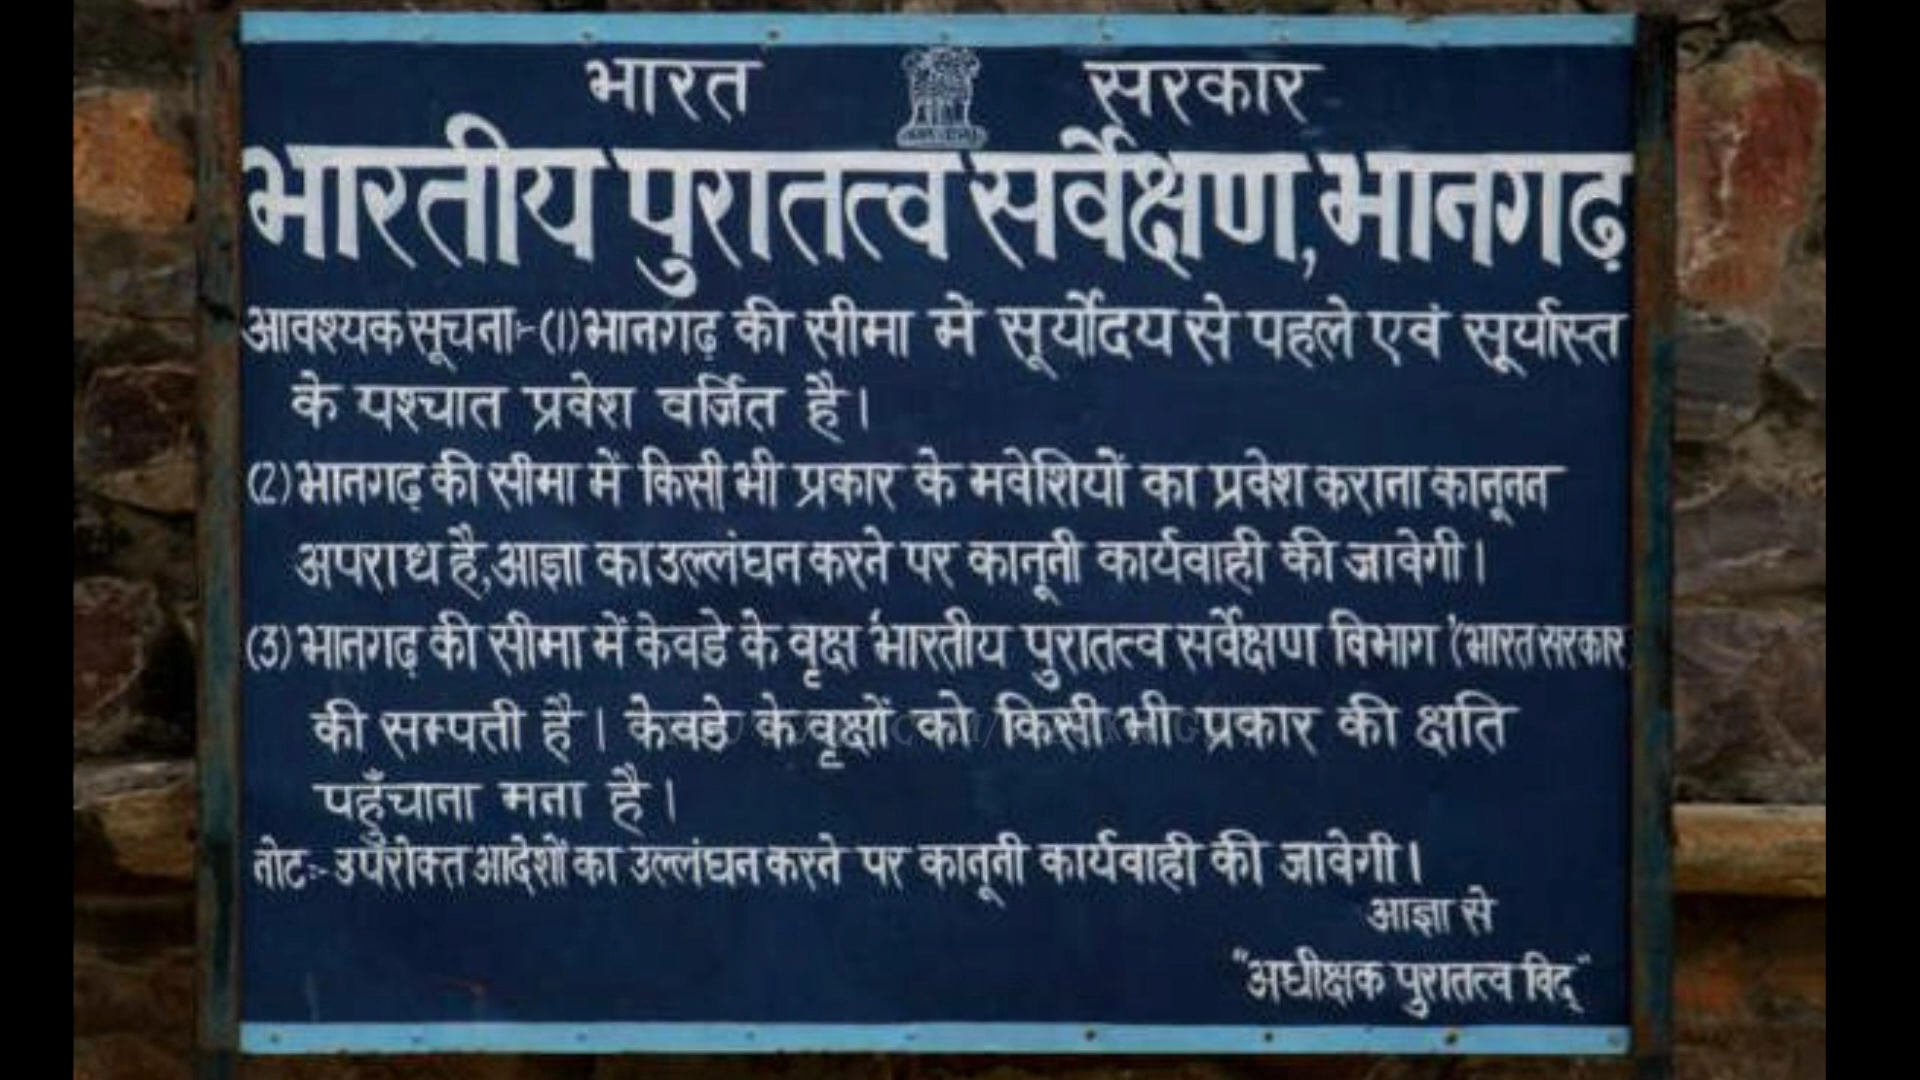 भारत सरकार
भारतीय पुरातत्व सर्वेक्षण, भानगढ़
आवश्यक सूचनाः- (1) भानगढ़ की सीमा में सूर्योदय से पहले एवं सूर्यास्त
के पश्चात प्रवेश वर्जित है।
(2) भानगढ़ की सीमा में किसी भी प्रकार के मवेशियों का प्रवेश कराना कानूनन
अपराध है, आज्ञा का उल्लंघन करने पर कानूनी कार्यवाही की जावेगी।
(3) भानगढ़ की सीमा में केवडे के वृक्ष 'भारतीय पुरातत्व सर्वेक्षण विभाग' (भारत सरकार
की सम्पत्ती है। केवडे के वृक्षों को किसी भी प्रकार की क्षति
पहुँचाना मना है।
नोटः- उपरोक्त आदेशों का उल्लंघन करने पर कानूनी कार्यवाही की जावेगी।
आज्ञा से
"अधीक्षक पुरातत्व विद्"